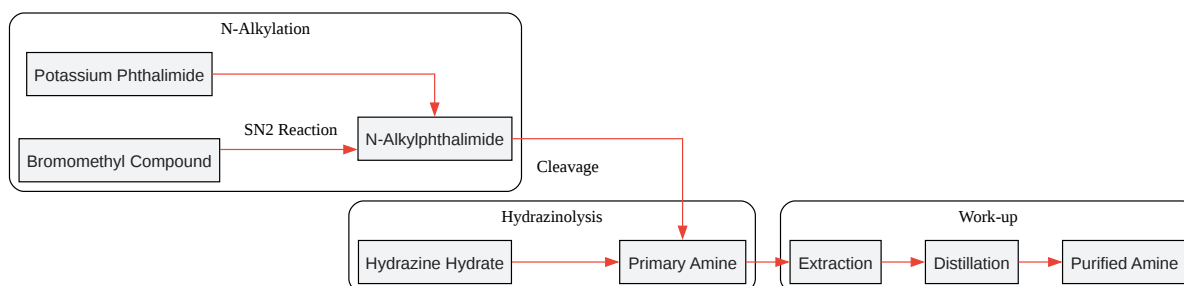 N-Alkylation
Potassium Phthalimide
SN2 Reaction
N-Alkylphthalimide
Bromomethyl Compound
Cleavage
Hydrazinolysis
Hydrazine Hydrate
Primary Amine
Work-up
Extraction
Distillation
Purified Amine